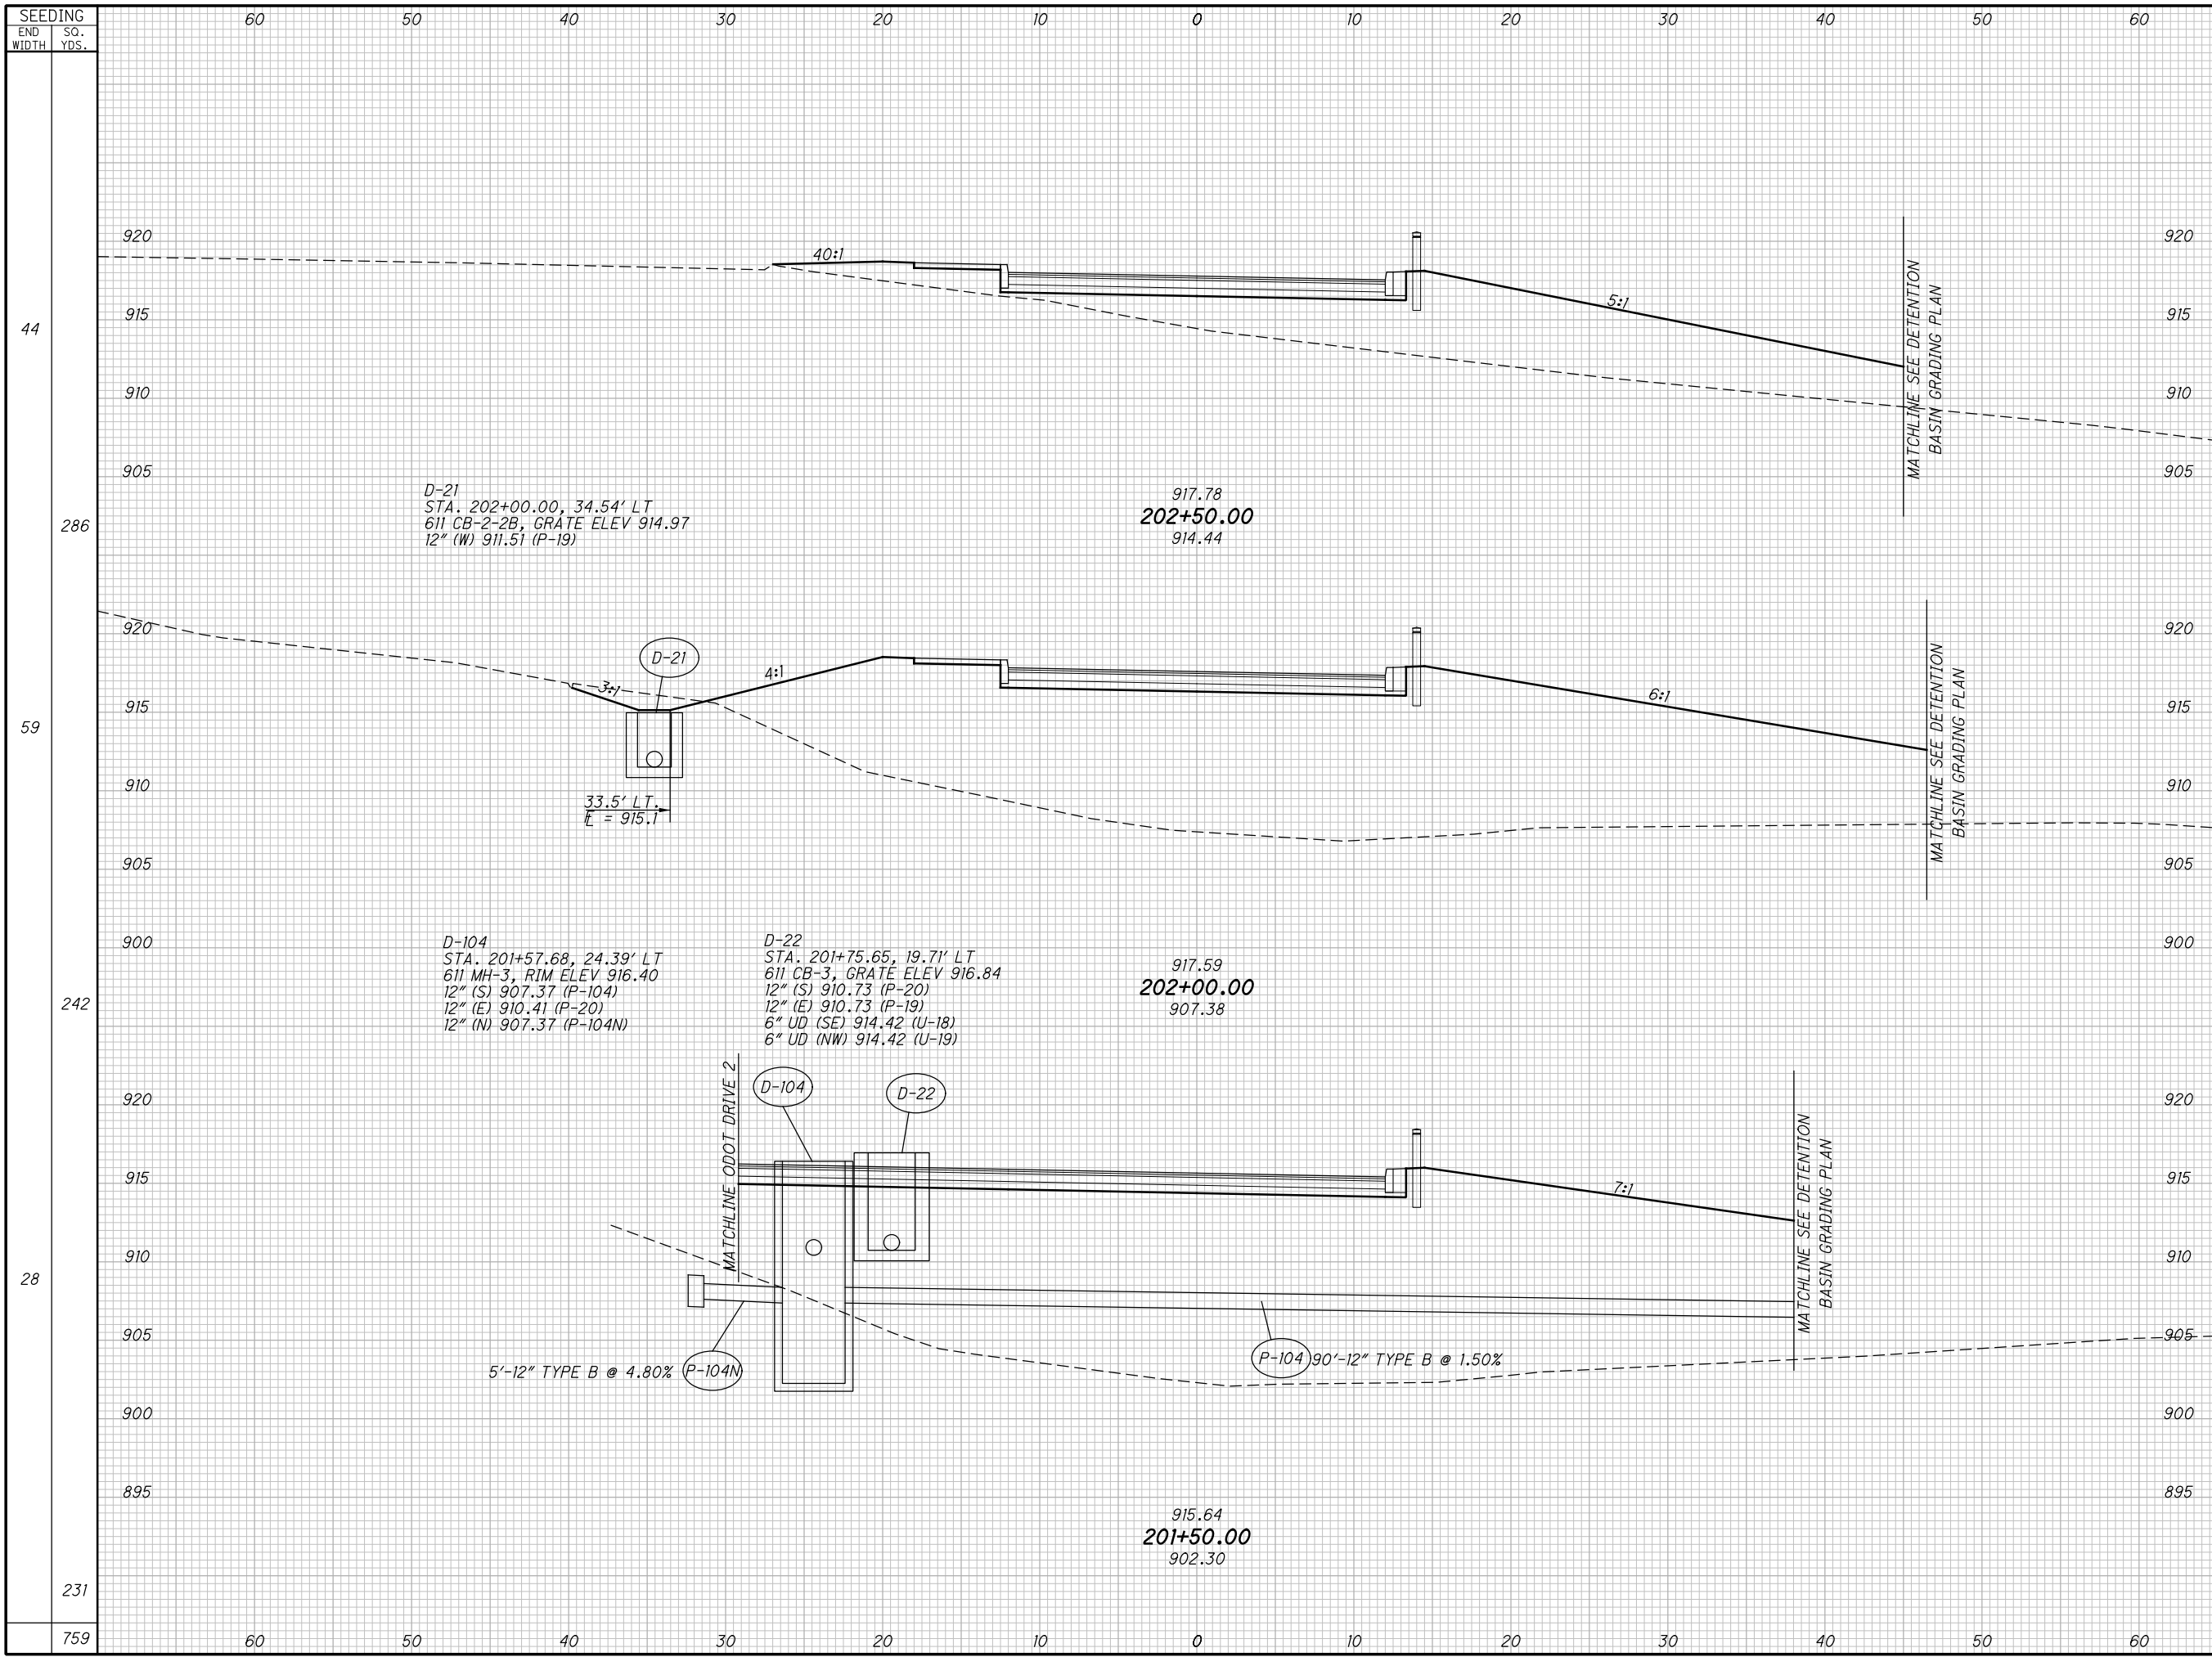 SEEDING
END WIDTH
SQ. YDS.
60 50 40 30 20 10 0 10 20 30 40 50 60
40:1
5:1
920 920
915 915
910 910
905 905
44
MATCHLINE SEE DETENTION
BASIN GRADING PLAN
D-21
STA. 202+00.00, 34.54' LT
611 CB-2-2B, GRATE ELEV 914.97
12" (W) 911.51 (P-19)
917.78
202+50.00
914.44
286
D-21
3:1
4:1
6:1
920 920
915 915
910 910
905 905
900 900
59
33.5' LT.
= 915.1
MATCHLINE SEE DETENTION
BASIN GRADING PLAN
D-104
STA. 201+57.68, 24.39' LT
611 MH-3, RIM ELEV 916.40
12" (S) 907.37 (P-104)
12" (E) 910.41 (P-20)
12" (N) 907.37 (P-104N)
D-22
STA. 201+75.65, 19.71' LT
611 CB-3, GRATE ELEV 916.84
12" (S) 910.73 (P-20)
12" (E) 910.73 (P-19)
6" UD (SE) 914.42 (U-18)
6" UD (NW) 914.42 (U-19)
917.59
202+00.00
907.38
242
MATCHLINE ODOT DRIVE 2
D-104
D-22
7:1
920 920
915 915
910 910
905 905
900 900
895 895
28
MATCHLINE SEE DETENTION
BASIN GRADING PLAN
5'-12" TYPE B @ 4.80% P-104N
P-104 90'-12" TYPE B @ 1.50%
915.64
201+50.00
902.30
231
759
60 50 40 30 20 10 0 10 20 30 40 50 60